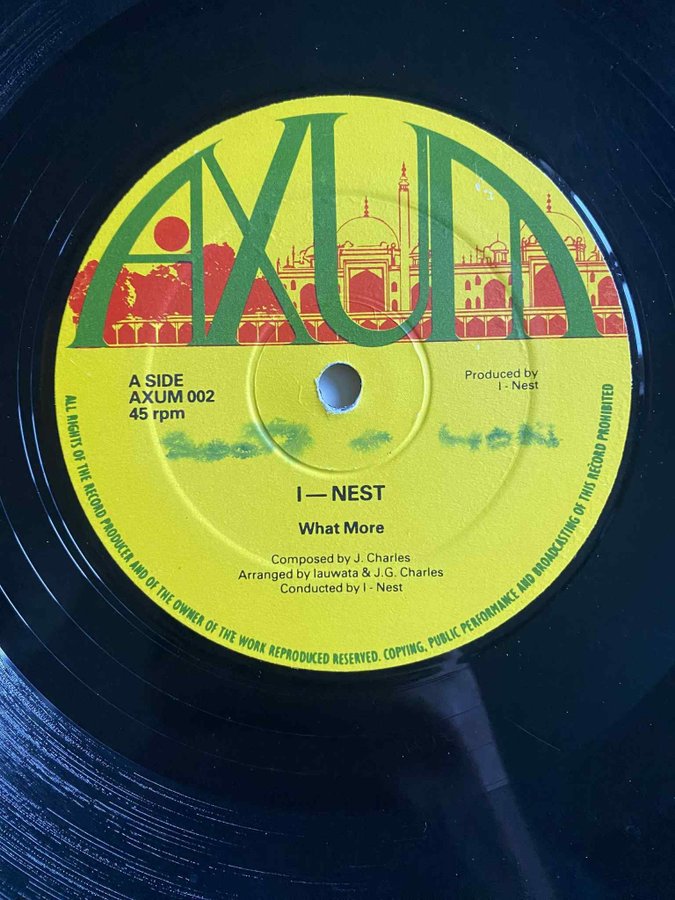 AXUM
A SIDE
AXUM 002
45 rpm
Produced by
I - Nest
I — NEST
What More
Composed by J. Charles
Arranged by Iauwata & J.G. Charles
Conducted by I - Nest
ALL RIGHTS OF THE RECORD PRODUCER AND OF THE OWNER OF THE WORK REPRODUCED RESERVED. COPYING, PUBLIC PERFORMANCE AND BROADCASTING OF THIS RECORD PROHIBITED